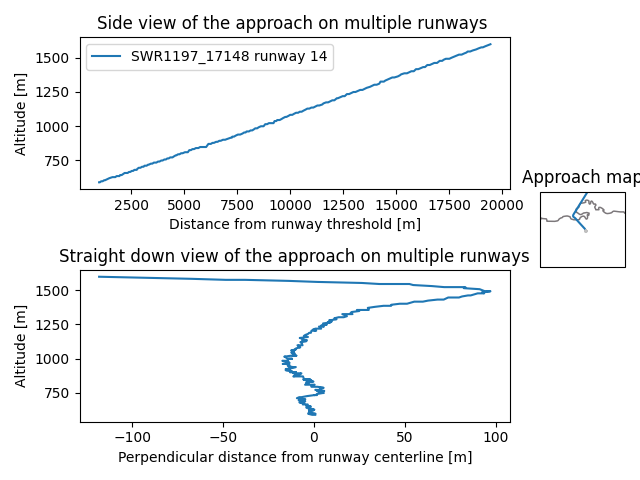 Side view of the approach on multiple runways
SWR1197_17148 runway 14
Altitude [m]
1500
1250
1000
750
2500 5000 7500 10000 12500 15000 17500 20000
Distance from runway threshold [m]
Approach map
Straight down view of the approach on multiple runways
Altitude [m]
1500
1250
1000
750
−100 −50 0 50 100
Perpendicular distance from runway centerline [m]